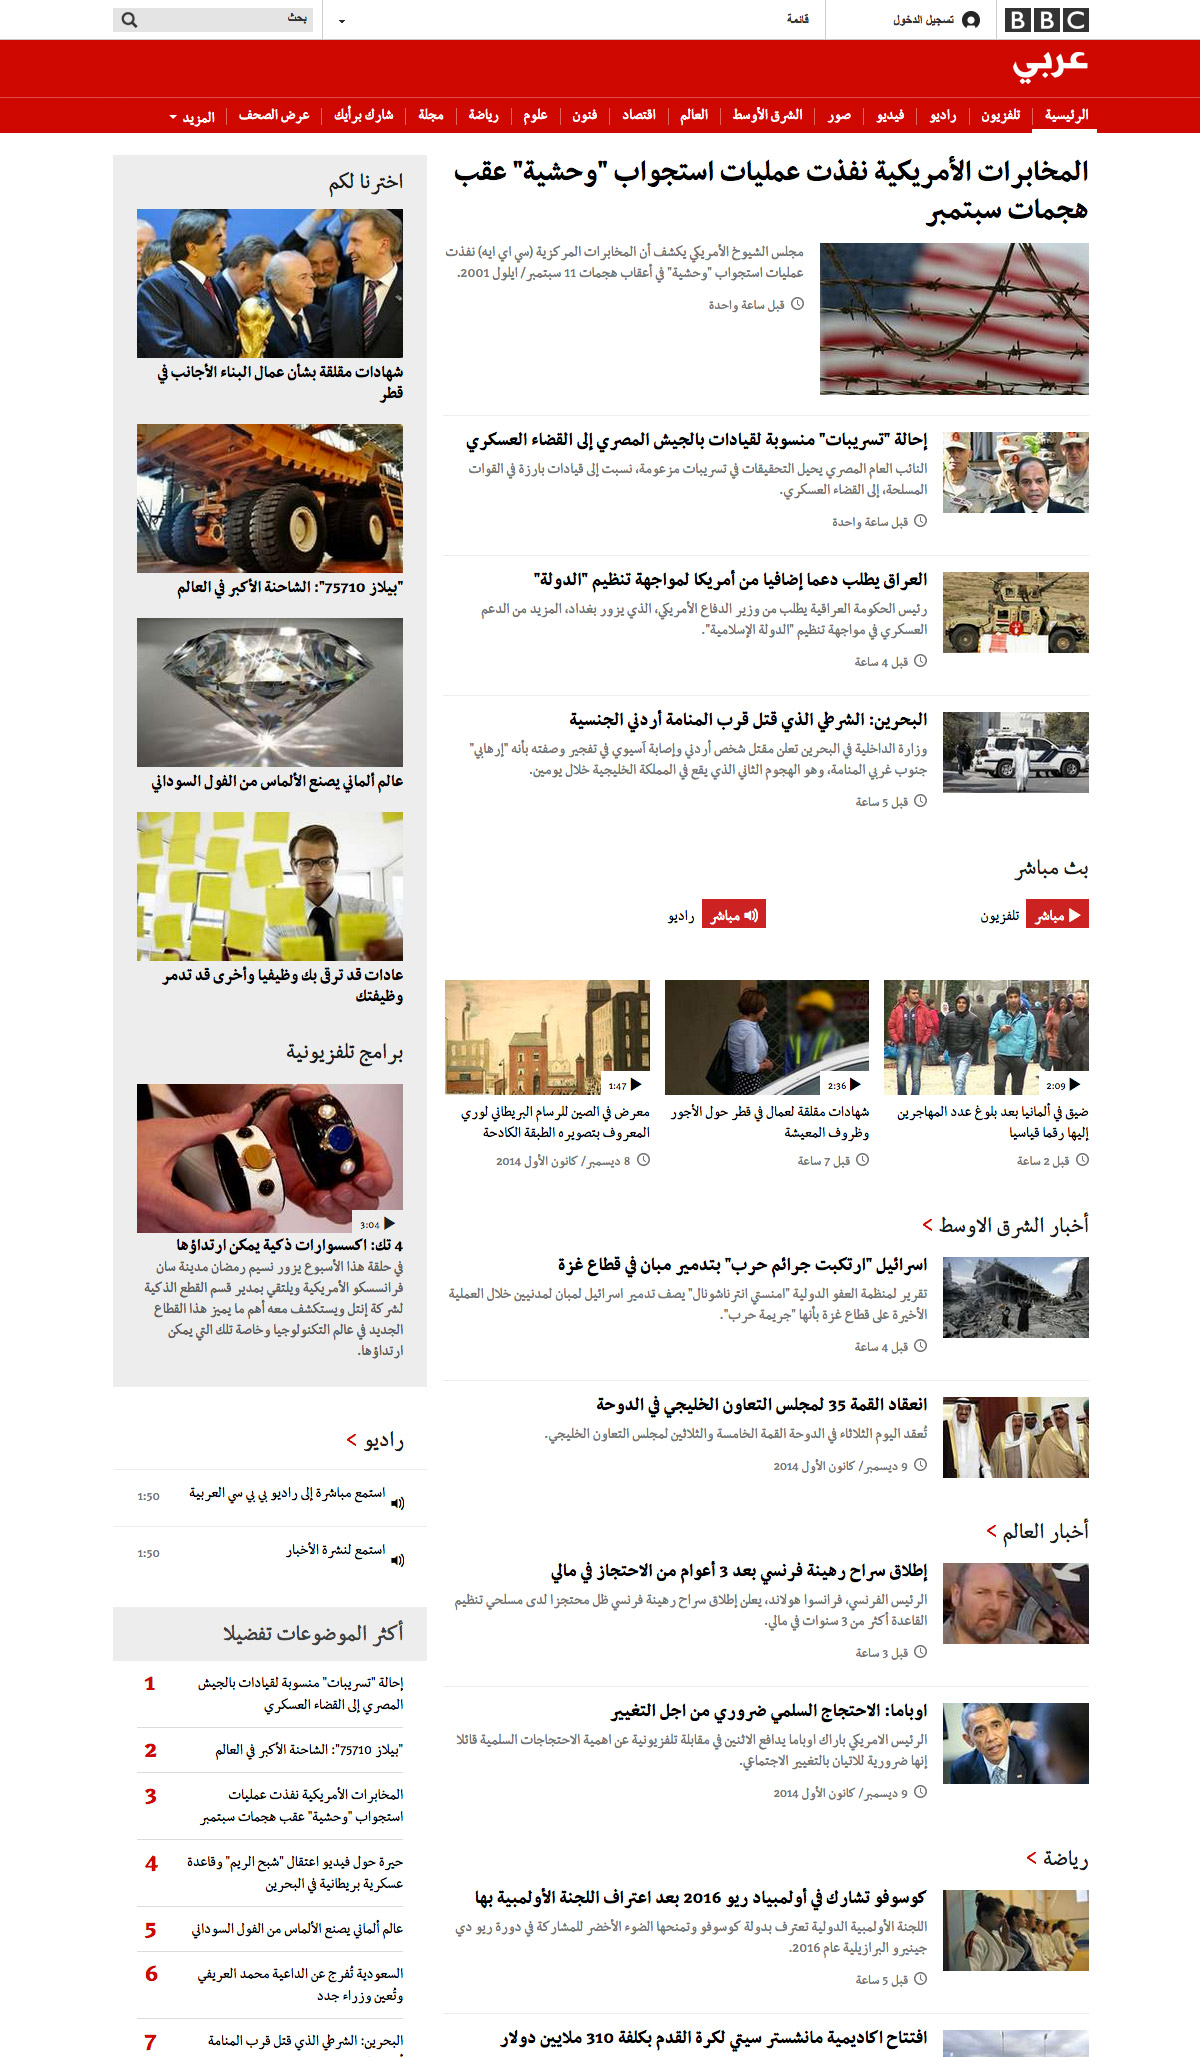 BBC
تسجيل الدخول
قائمة
بحث
عربي
الرئيسية
تلفزيون
راديو
فيديو
صور
الشرق الأوسط
العالم
اقتصاد
فنون
علوم
رياضة
مجلة
شارك برأيك
عرض الصحف
المزيد
المخابرات الأمريكية نفذت عمليات استجواب "وحشية" عقب
هجمات سبتمبر
مجلس الشيوخ الأمريكي يكشف أن المخابرات المركزية (سي اي ايه) نفذت
عمليات استجواب "وحشية" في أعقاب هجمات 11 سبتمبر/ ايلول 2001.
قبل ساعة واحدة
إحالة "تسريبات" منسوبة لقيادات بالجيش المصري إلى القضاء العسكري
النائب العام المصري يحيل التحقيقات في تسريبات مزعومة، نسبت إلى قيادات بارزة في القوات
المسلحة، إلى القضاء العسكري.
قبل ساعة واحدة
العراق يطلب دعما إضافيا من أمريكا لمواجهة تنظيم "الدولة"
رئيس الحكومة العراقية يطلب من وزير الدفاع الأمريكي، الذي يزور بغداد، المزيد من الدعم
العسكري في مواجهة تنظيم "الدولة الإسلامية".
قبل 4 ساعة
البحرين: الشرطي الذي قتل قرب المنامة أردني الجنسية
وزارة الداخلية في البحرين تعلن مقتل شخص أردني وإصابة آسيوي في تفجير وصفته بأنه "إرهابي"
جنوب غربي المنامة، وهو الهجوم الثاني الذي يقع في المملكة الخليجية خلال يومين.
قبل 5 ساعة
بث مباشر
مباشر
تلفزيون
مباشر
راديو
2:09
ضيق في ألمانيا بعد بلوغ عدد المهاجرين
إليها رقما قياسيا
قبل 2 ساعة
2:36
شهادات مقلقة لعمال في قطر حول الأجور
وظروف المعيشة
قبل 7 ساعة
1:47
معرض في الصين للرسام البريطاني لوري
المعروف بتصويره الطبقة الكادحة
8 ديسمبر/ كانون الأول 2014
أخبار الشرق الاوسط
اسرائيل "ارتكبت جرائم حرب" بتدمير مبان في قطاع غزة
تقرير لمنظمة العفو الدولية "امنستي انترناشونال" يصف تدمير اسرائيل لمبان لمدنيين خلال العملية
الأخيرة على قطاع غزة بأنها "جريمة حرب".
قبل 4 ساعة
انعقاد القمة 35 لمجلس التعاون الخليجي في الدوحة
تُعقد اليوم الثلاثاء في الدوحة القمة الخامسة والثلاثين لمجلس التعاون الخليجي.
9 ديسمبر/ كانون الأول 2014
أخبار العالم
إطلاق سراح رهينة فرنسي بعد 3 أعوام من الاحتجاز في مالي
الرئيس الفرنسي، فرانسوا هولاند، يعلن إطلاق سراح رهينة فرنسي ظل محتجزا لدى مسلحي تنظيم
القاعدة أكثر من 3 سنوات في مالي.
قبل 3 ساعة
اوباما: الاحتجاج السلمي ضروري من اجل التغيير
الرئيس الامريكي باراك اوباما يدافع الاثنين في مقابلة تلفزيونية عن اهمية الاحتجاجات السلمية قائلا
إنها ضرورية للاتيان بالتغيير الاجتماعي.
9 ديسمبر/ كانون الأول 2014
رياضة
كوسوفو تشارك في أولمبياد ريو 2016 بعد اعتراف اللجنة الأولمبية بها
اللجنة الأولمبية الدولية تعترف بدولة كوسوفو وتمنحها الضوء الأخضر للمشاركة في دورة ريو دي
جينيرو البرازيلية عام 2016.
قبل 5 ساعة
افتتاح اكاديمية مانشستر سيتي لكرة القدم بكلفة 310 ملايين دولار
اخترنا لكم
شهادات مقلقة بشأن عمال البناء الأجانب في
قطر
"بيلاز 75710": الشاحنة الأكبر في العالم
عالم ألماني يصنع الألماس من الفول السوداني
عادات قد ترقى بك وظيفيا وأخرى قد تدمر
وظيفتك
برامج تلفزيونية
3:04
4 تك: اكسسوارات ذكية يمكن ارتداؤها
في حلقة هذا الأسبوع يزور نسيم رمضان مدينة سان
فرانسسكو الأمريكية ويلتقي بمدير قسم القطع الذكية
لشركة إنتل ويستكشف معه أهم ما يميز هذا القطاع
الجديد في عالم التكنولوجيا وخاصة تلك التي يمكن
ارتداؤها.
راديو
استمع مباشرة إلى راديو بي بي سي العربية
1:50
استمع لنشرة الأخبار
1:50
أكثر الموضوعات تفضيلا
1
إحالة "تسريبات" منسوبة لقيادات بالجيش
المصري إلى القضاء العسكري
2
"بيلاز 75710": الشاحنة الأكبر في العالم
3
المخابرات الأمريكية نفذت عمليات
استجواب "وحشية" عقب هجمات سبتمبر
4
حيرة حول فيديو اعتقال "شبح الريم" وقاعدة
عسكرية بريطانية في البحرين
5
عالم ألماني يصنع الألماس من الفول السوداني
6
السعودية تُفرج عن الداعية محمد العريفي
وتُعين وزراء جدد
7
البحرين: الشرطي الذي قتل قرب المنامة